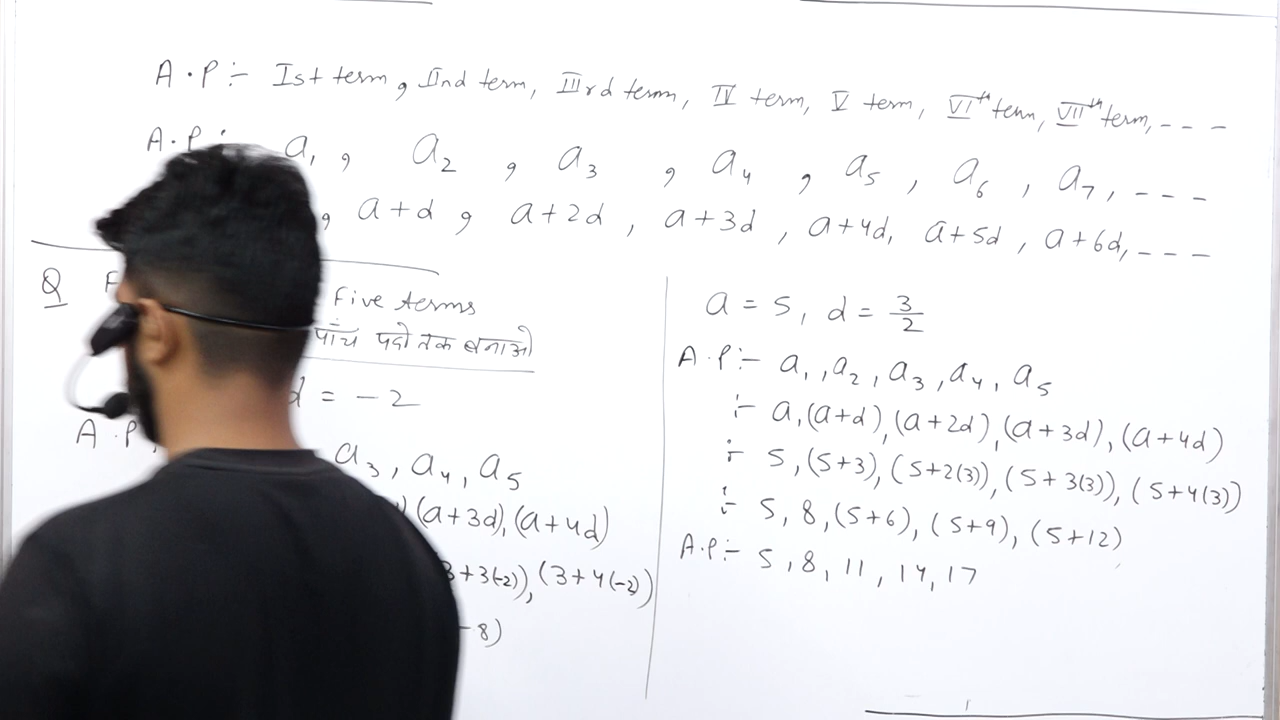 A.P :- Ist term, IInd term, IIIrd term, IV term, V term, VIth term, VIIth term, - - -
A.P : a₁, a₂, a₃, a₄, a₅, a₆, a₇, - - -
, a+d, a+2d, a+3d, a+4d, a+5d, a+6d, - - -
Q F Five terms
पांच पदो तक बनाओ
d = -2
A.P
a₃, a₄, a₅
(a+3d), (a+4d)
3+3(-2)), (3+4(-2))
-8)
a = 5, d = 3/2
A.P :- a₁, a₂, a₃, a₄, a₅
:- a, (a+d), (a+2d), (a+3d), (a+4d)
:- 5, (5+3), (5+2(3)), (5+3(3)), (5+4(3))
:- 5, 8, (5+6), (5+9), (5+12)
A.P :- 5, 8, 11, 14, 17